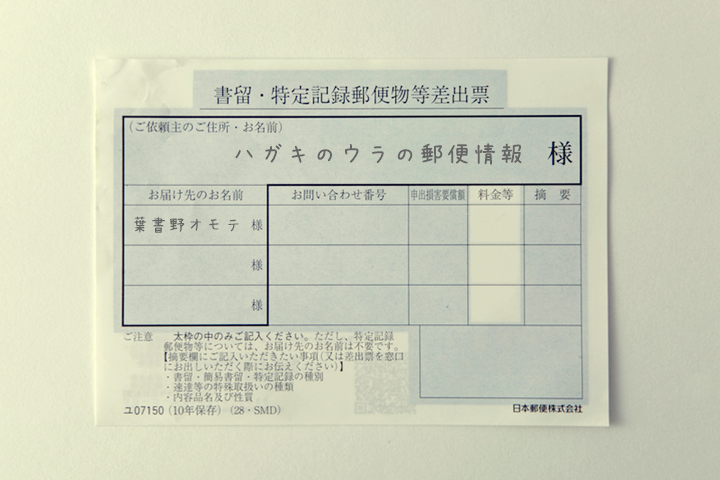 書留・特定記録郵便物等差出票
(ご依頼主のご住所・お名前)
ハガキのウラの郵便情報 様
お届け先のお名前 お問い合わせ番号 申出損害要償額 料金等 摘要
葉書野オモテ 様
様
様
ご注意 太枠の中のみご記入ください。ただし、特定記録
郵便物等については、お届け先のお名前は不要です。
【摘要欄にご記入いただきたい事項(又は差出票を窓口
にお出しいただく際にお伝えください)】
・書留・簡易書留・特定記録の種別
・速達等の特殊取扱いの種類
・内容品名及び性質
ユ07150(10年保存)(28・SMD)
日本郵便株式会社